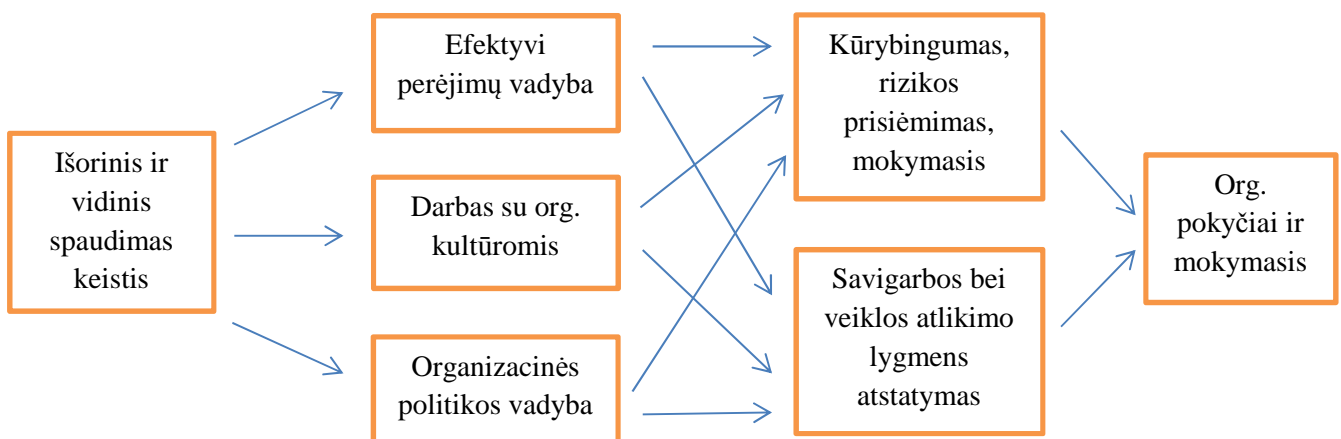 Išorinis ir
vidinis
spaudimas
keistis
Efektyvi
perėjimų vadyba
Darbas su org.
kultūromis
Organizacinės
politikos vadyba
Kūrybingumas,
rizikos
prisiėmimas,
mokymasis
Savigarbos bei
veiklos atlikimo
lygmens
atstatymas
Org.
pokyčiai ir
mokymasis